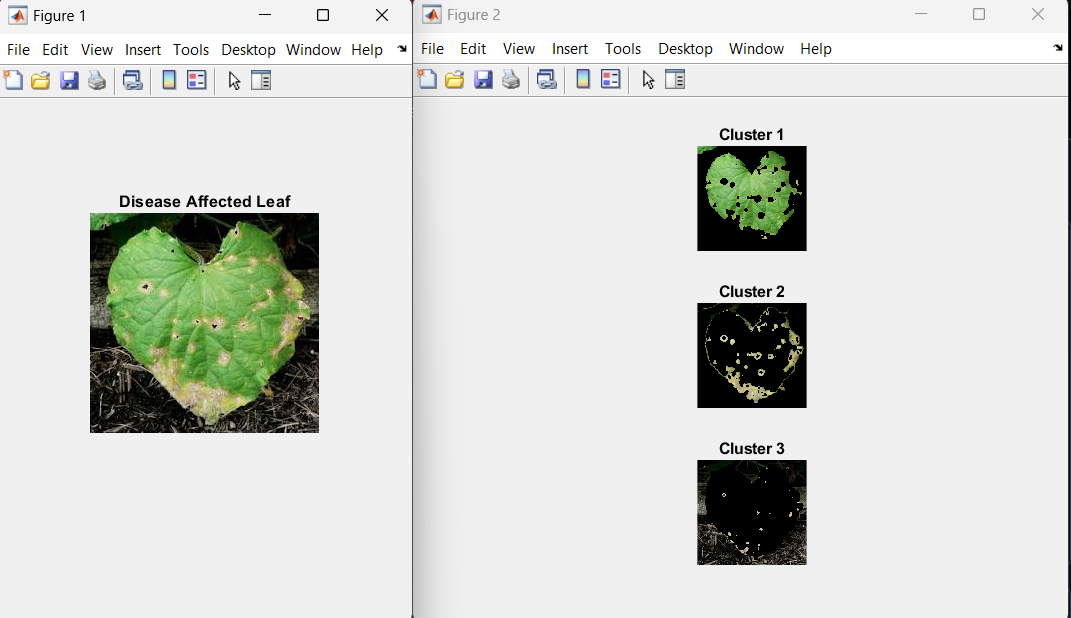 Figure 1
File Edit View Insert Tools Desktop Window Help
Disease Affected Leaf
Figure 2
File Edit View Insert Tools Desktop Window Help
Cluster 1
Cluster 2
Cluster 3